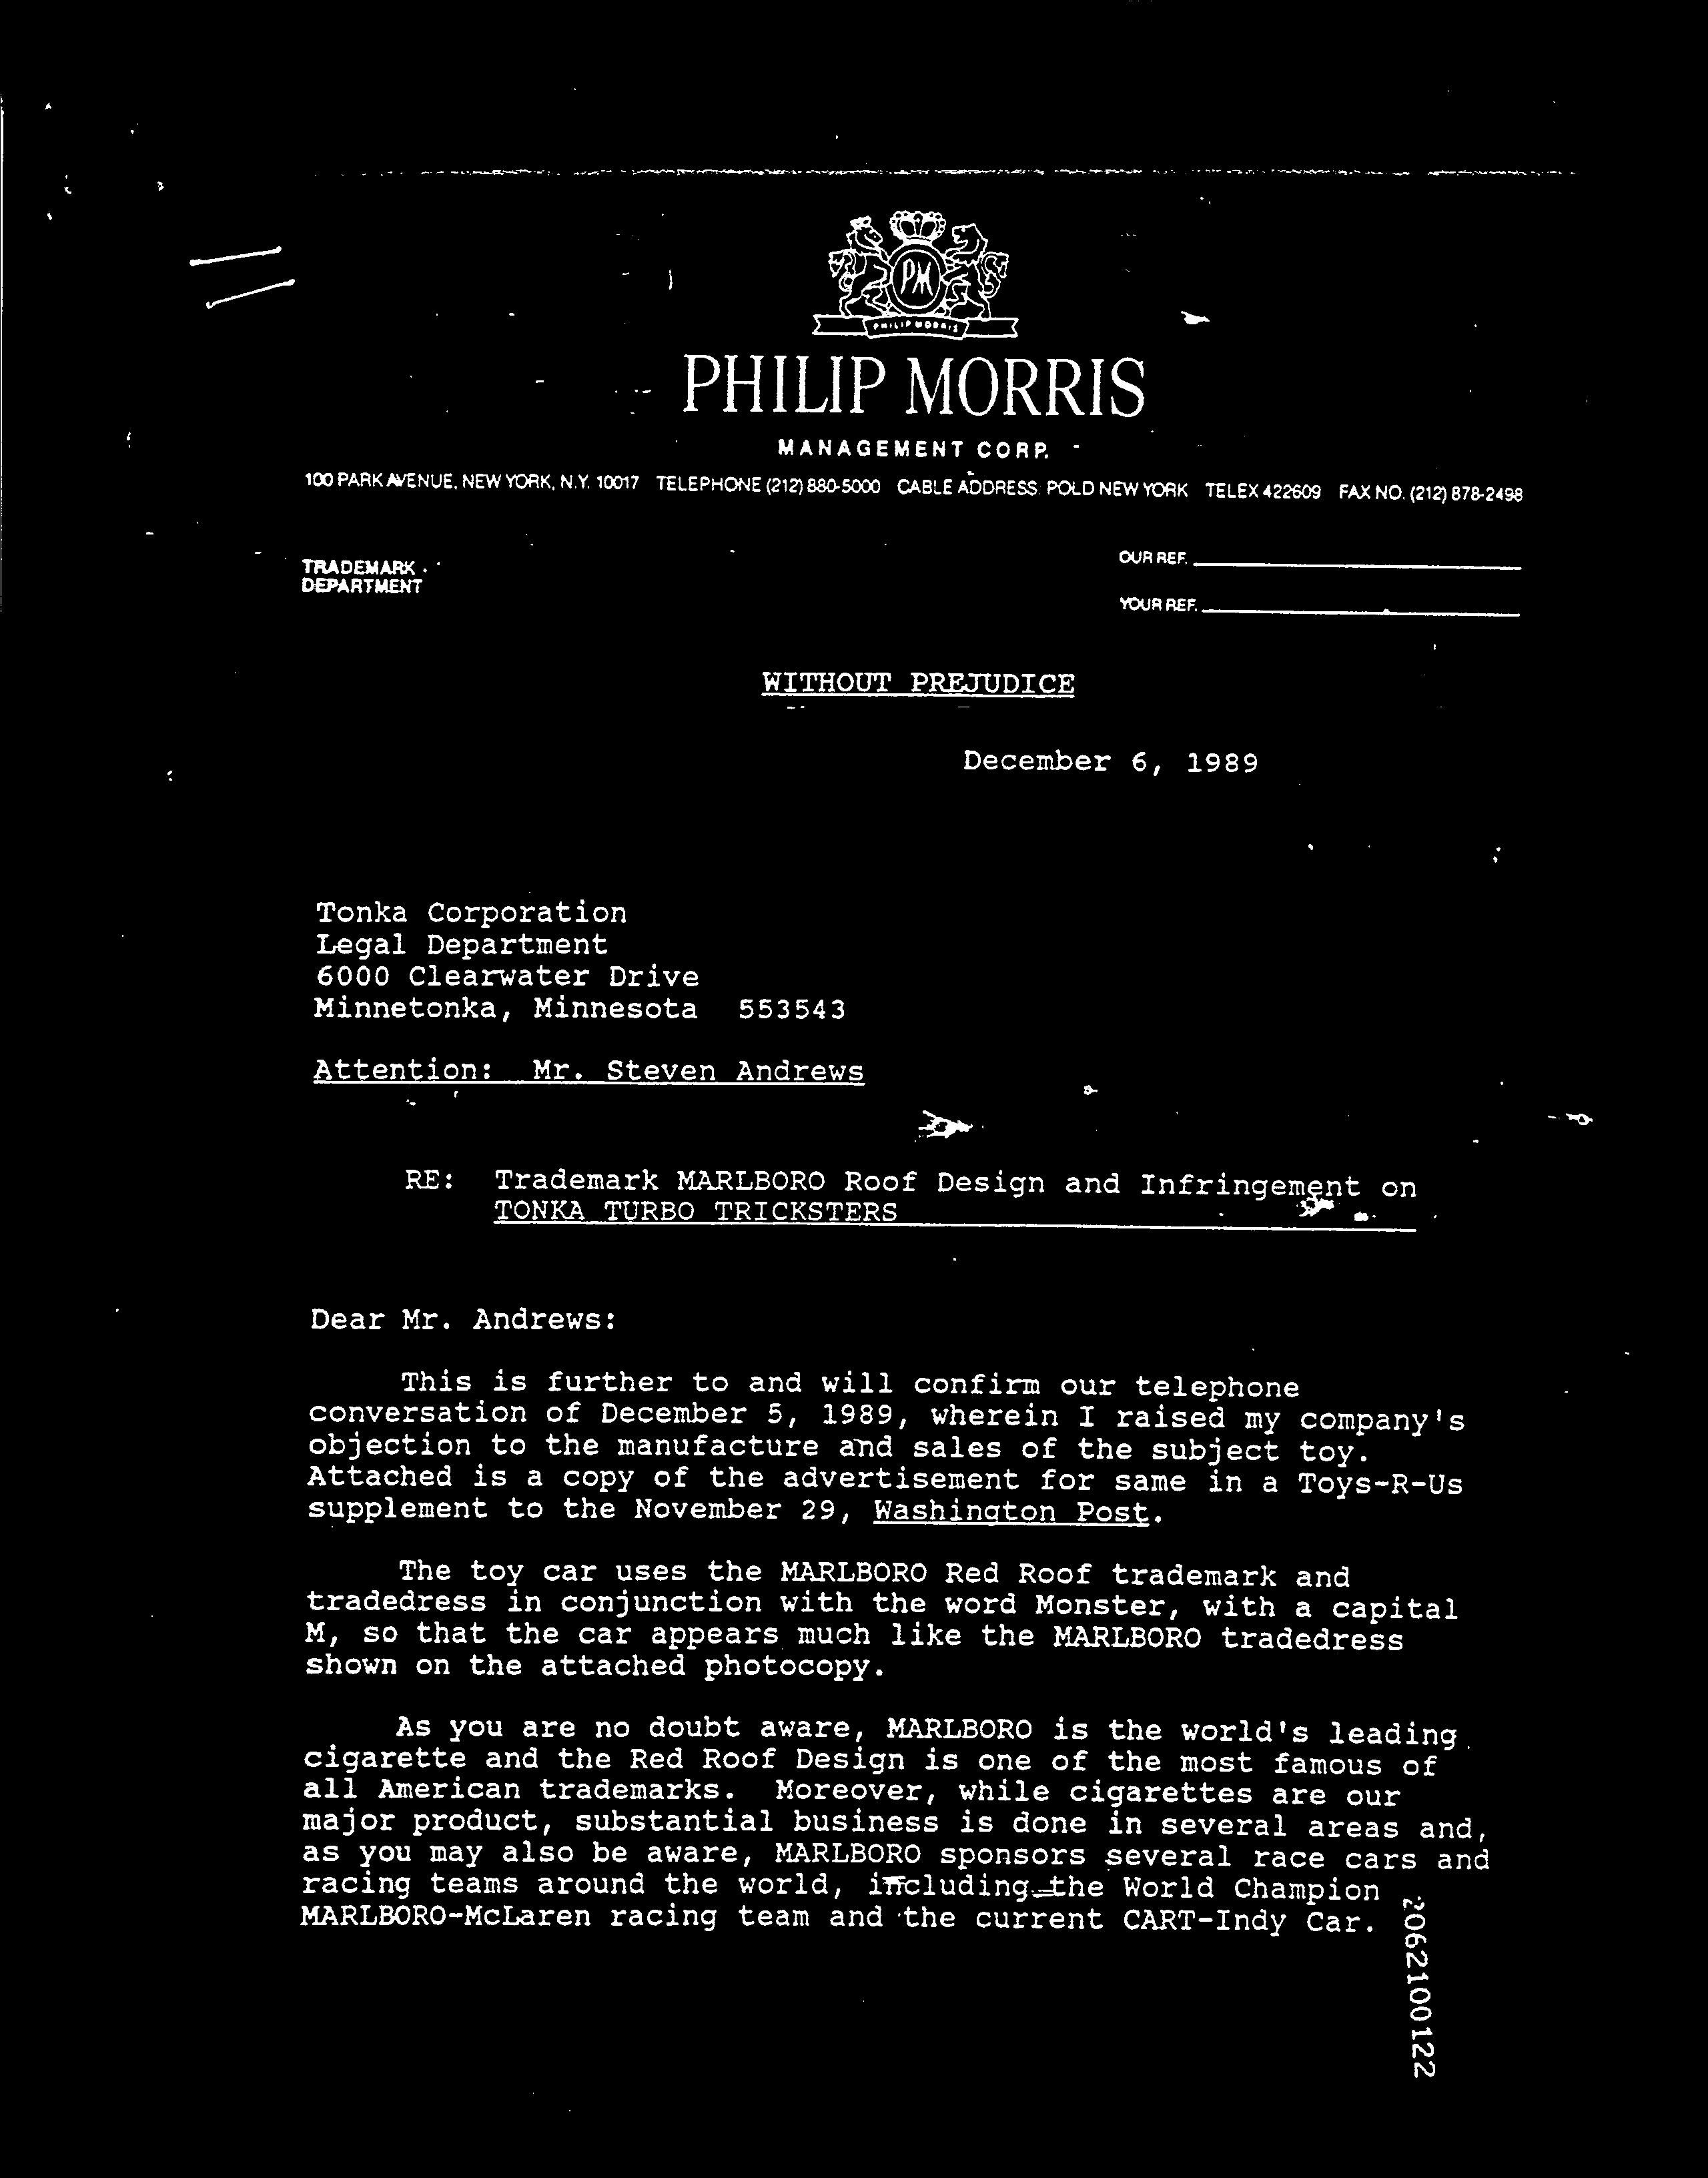 PM
PHILIP MORRIS
PHILIP MORRIS
MANAGEMENT CORP.
100 PARK AVENUE, NEW YORK, N.Y. 10017 TELEPHONE (212) 880-5000 CABLE ADDRESS: POLD NEW YORK TELEX 422609 FAX NO. (212) 878-2498
TRADEMARK
DEPARTMENT
OUR REF.
YOUR REF.
WITHOUT PREJUDICE
December 6, 1989
Tonka Corporation
Legal Department
6000 Clearwater Drive
Minnetonka, Minnesota 553543
Attention: Mr. Steven Andrews
RE: Trademark MARLBORO Roof Design and Infringement on
TONKA TURBO TRICKSTERS
Dear Mr. Andrews:
This is further to and will confirm our telephone
conversation of December 5, 1989, wherein I raised my company's
objection to the manufacture and sales of the subject toy.
Attached is a copy of the advertisement for same in a Toys-R-Us
supplement to the November 29, Washington Post.
The toy car uses the MARLBORO Red Roof trademark and
tradedress in conjunction with the word Monster, with a capital
M, so that the car appears much like the MARLBORO tradedress
shown on the attached photocopy.
As you are no doubt aware, MARLBORO is the world's leading
cigarette and the Red Roof Design is one of the most famous of
all American trademarks. Moreover, while cigarettes are our
major product, substantial business is done in several areas and,
as you may also be aware, MARLBORO sponsors several race cars and
racing teams around the world, including the World Champion
MARLBORO-McLaren racing team and the current CART-Indy Car.
2062100122